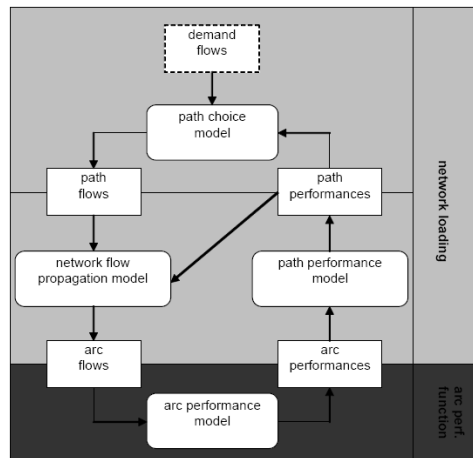 demand
flows
path choice
model
path
flows
path
performances
network flow
propagation model
path performance
model
arc
flows
arc
performances
arc performance
model
network loading
arc perf.
function